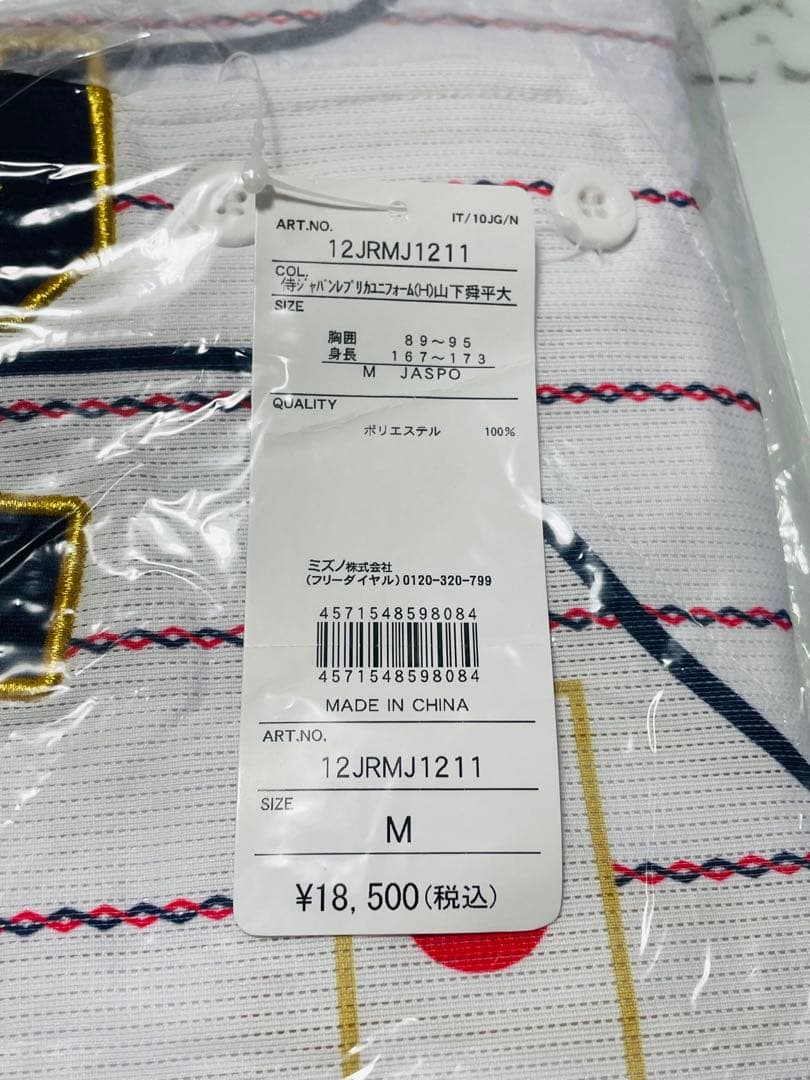 ART.NO.
IT/10JG/N
12JRMJ1211
COL.
侍ジャパンレプリカユニフォーム(H)山下舜平大
SIZE
胸囲 89～95
身長 167～173
M JASPO
QUALITY
ポリエステル 100%
ミズノ株式会社
(フリーダイヤル)0120-320-799
4571548598084
4571548598084
MADE IN CHINA
ART.NO.
12JRMJ1211
SIZE
M
¥18,500(税込)